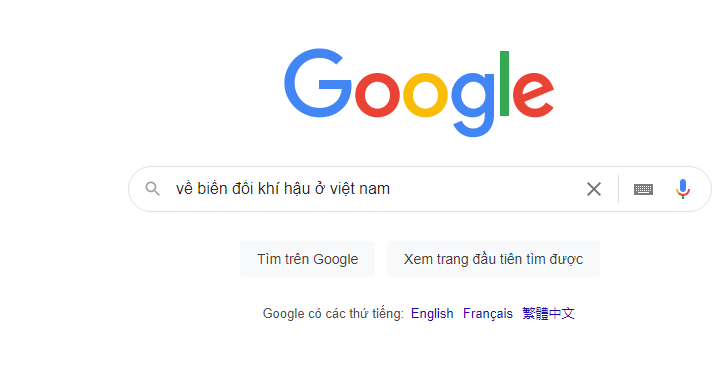 Google
về biến đổi khí hậu ở việt nam
Tìm trên Google Xem trang đầu tiên tìm được
Google có các thứ tiếng: English Français 繁體中文